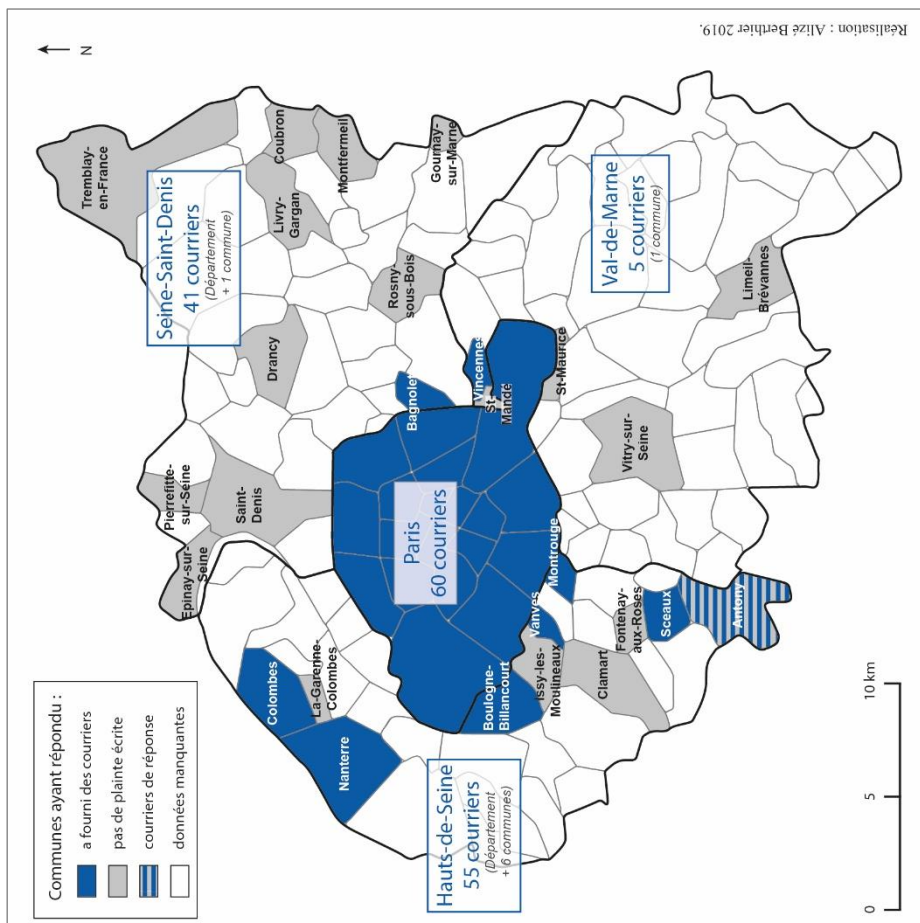 Communes ayant répondu :
a fourni des courriers
pas de plainte écrite
courriers de réponse
données manquantes
N
Tremblay-
en-France
Seine-Saint-Denis
41 courriers
(Département
+ 1 commune)
Coubron
Livry-
Gargan
Montfermeil
Gournay-
sur-Marne
Rosny-
sous-Bois
Drancy
Pierrefitte-
sur-Seine
Epinay-sur-
Seine
Saint-
Denis
Bagnolet
Vincennes
St-
Mandé
St-Maurice
Paris
60 courriers
Colombes
La-Garenne-
Colombes
Nanterre
Boulogne-
Billancourt
Issy-les-
Moulineaux
Vanves
Montrouge
Clamart
Fontenay-
aux-Roses
Sceaux
Antony
Hauts-de-Seine
55 courriers
(Département
+ 6 communes)
Val-de-Marne
5 courriers
(1 commune)
Vitry-sur-
Seine
Limeil-
Brévannes
0
5
10 km
Réalisation : Alizé Berthier 2019.